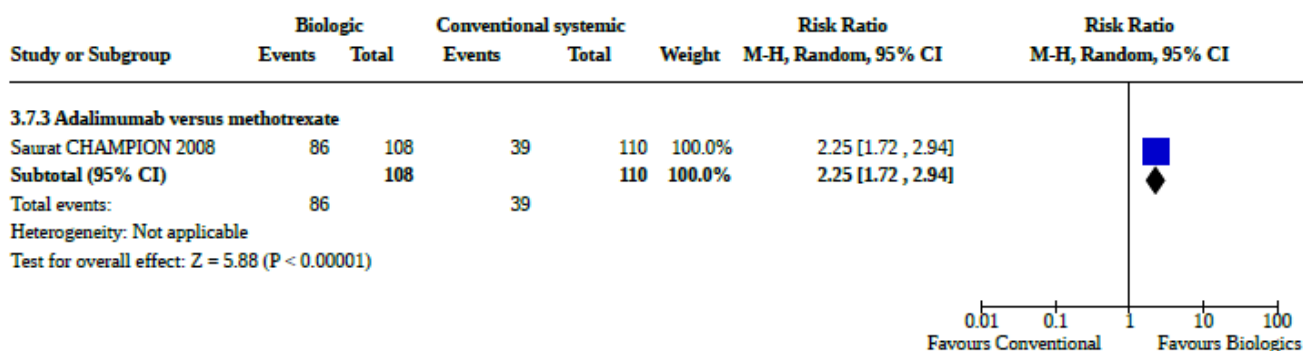 Biologic Conventional systemic Risk Ratio Risk Ratio
Study or Subgroup Events Total Events Total Weight M-H, Random, 95% CI M-H, Random, 95% CI
3.7.3 Adalimumab versus methotrexate
Saurat CHAMPION 2008 86 108 39 110 100.0% 2.25 [1.72 , 2.94]
Subtotal (95% CI) 108 110 100.0% 2.25 [1.72 , 2.94]
Total events: 86 39
Heterogeneity: Not applicable
Test for overall effect: Z = 5.88 (P < 0.00001)
0.01 0.1 1 10 100
Favours Conventional Favours Biologics